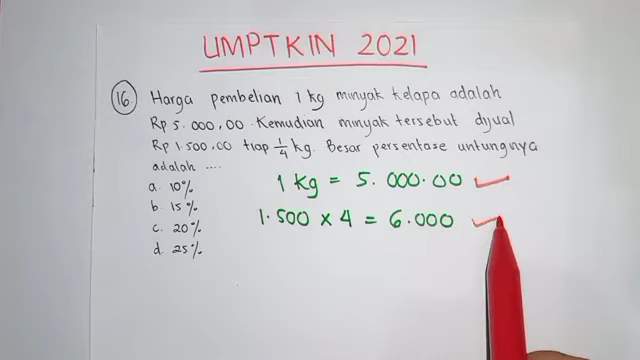 UMPTKIN 2021
16 Harga pembelian 1 kg minyak kelapa adalah
Rp 5.000,00. Kemudian minyak tersebut dijual
Rp 1.500,00 tiap 1/4 kg. Besar persentase untungnya
adalah ....
a. 10%
b. 15%
c. 20%
d. 25%
1 Kg = 5.000.00
1.500 x 4 = 6.000